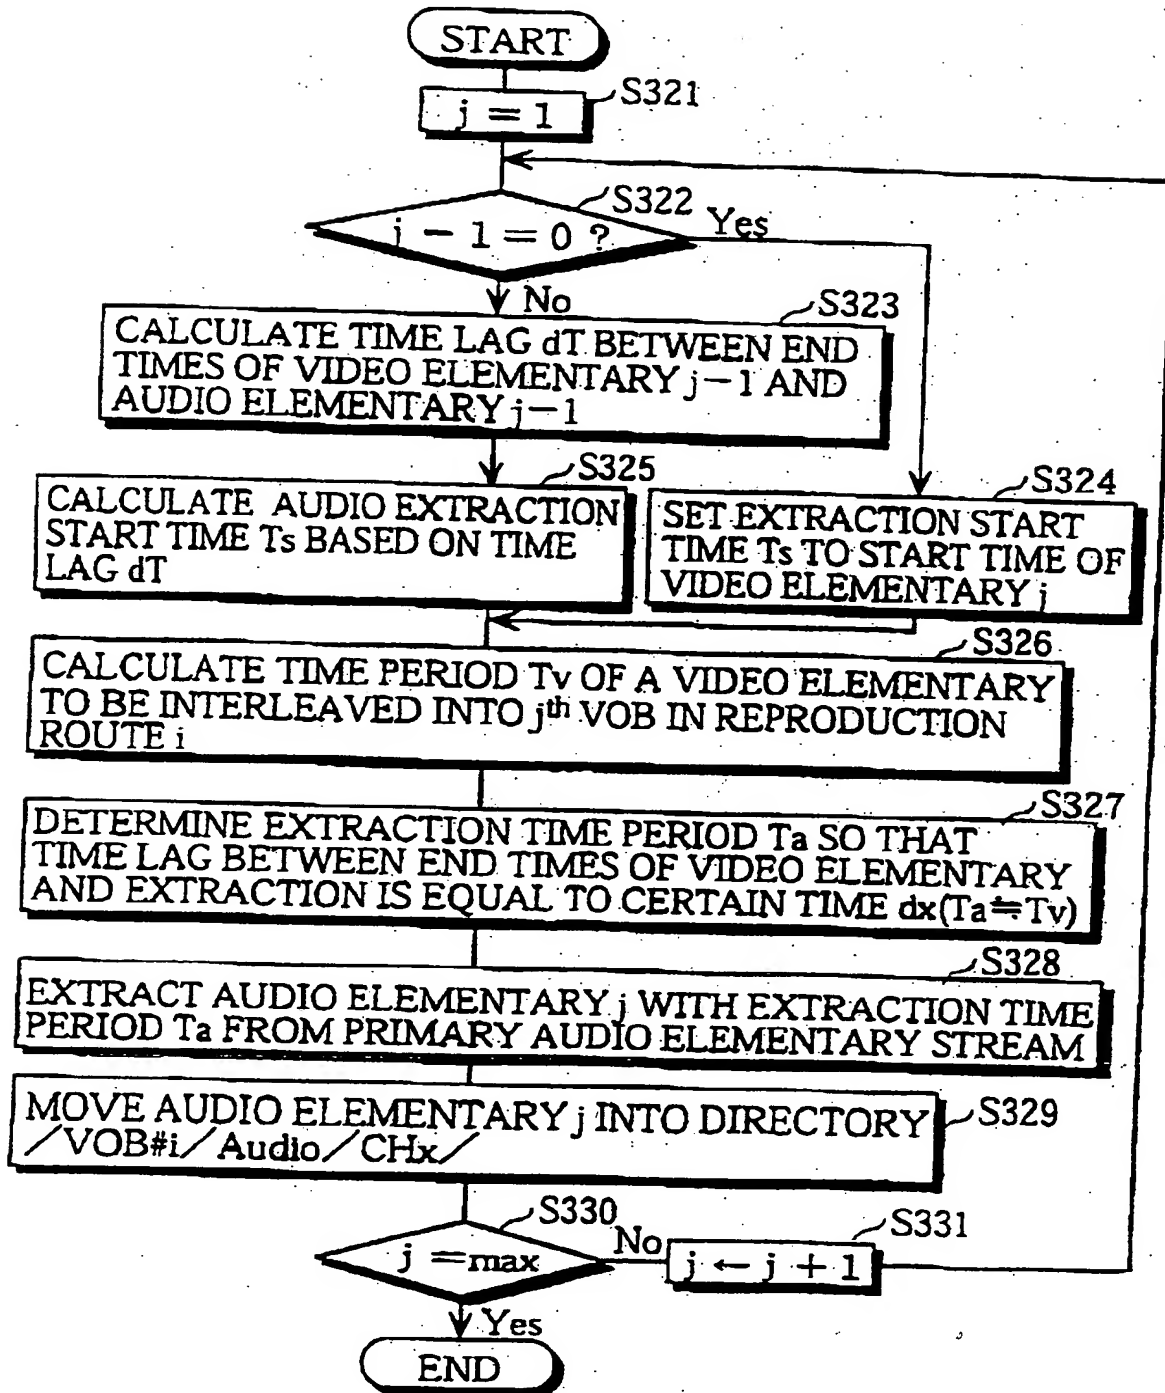 START
S321
j = 1
S322
j − 1 = 0 ?
Yes
No
S323
CALCULATE TIME LAG dT BETWEEN END
TIMES OF VIDEO ELEMENTARY j−1 AND
AUDIO ELEMENTARY j−1
S325
CALCULATE AUDIO EXTRACTION
START TIME Ts BASED ON TIME
LAG dT
S324
SET EXTRACTION START
TIME Ts TO START TIME OF
VIDEO ELEMENTARY j
S326
CALCULATE TIME PERIOD Tv OF A VIDEO ELEMENTARY
TO BE INTERLEAVED INTO jth VOB IN REPRODUCTION
ROUTE i
S327
DETERMINE EXTRACTION TIME PERIOD Ta SO THAT
TIME LAG BETWEEN END TIMES OF VIDEO ELEMENTARY
AND EXTRACTION IS EQUAL TO CERTAIN TIME dx(Ta≒Tv)
S328
EXTRACT AUDIO ELEMENTARY j WITH EXTRACTION TIME
PERIOD Ta FROM PRIMARY AUDIO ELEMENTARY STREAM
S329
MOVE AUDIO ELEMENTARY j INTO DIRECTORY
/VOB#i/Audio/CHx/
S330
j =max
No
S331
j ← j + 1
Yes
END